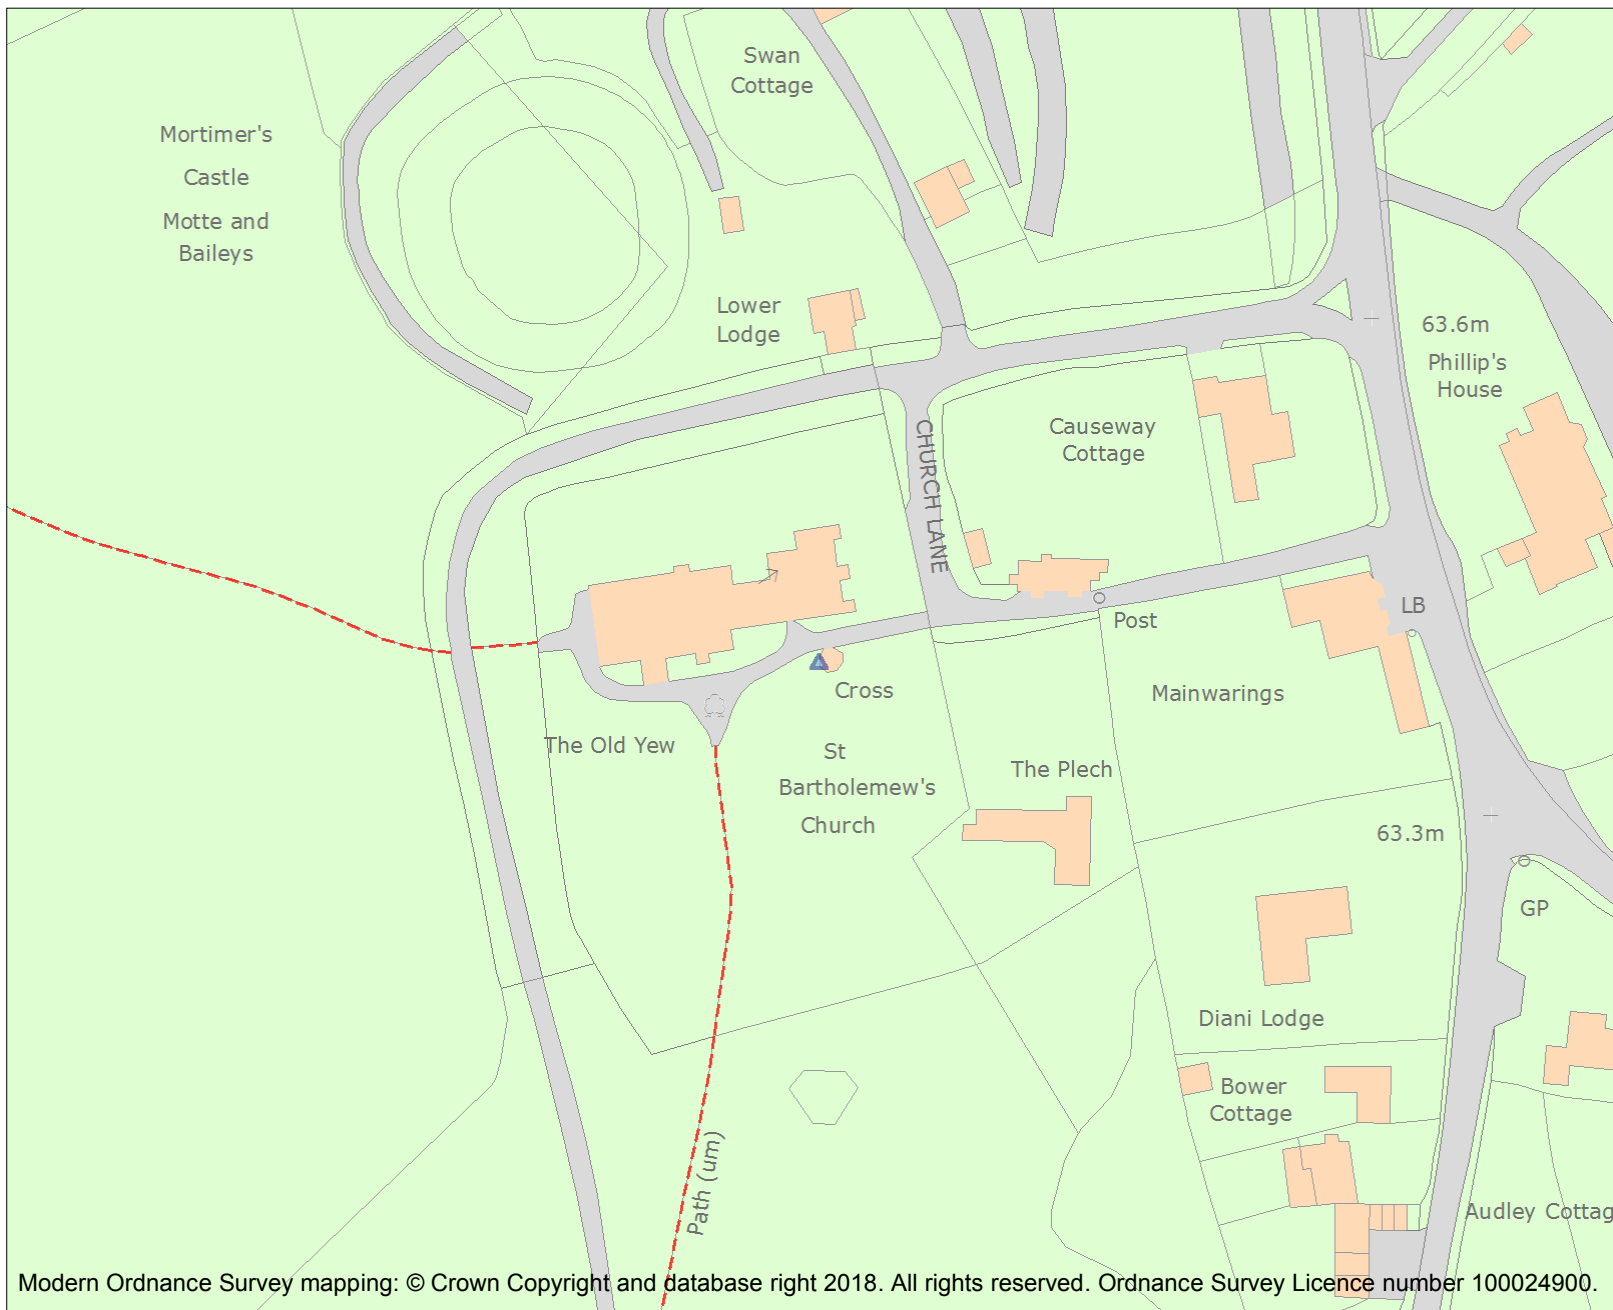 Swan
Cottage
Mortimer's
Castle
Motte and
Baileys
Lower
Lodge
63.6m
Phillip's
House
Causeway
Cottage
CHURCH LANE
LB
Post
Cross
Mainwarings
The Old Yew
St
Bartholemew's
Church
The Plech
63.3m
GP
Diani Lodge
Bower
Cottage
Path (um)
Audley Cottag
Modern Ordnance Survey mapping: © Crown Copyright and database right 2018. All rights reserved. Ordnance Survey Licence number 100024900.